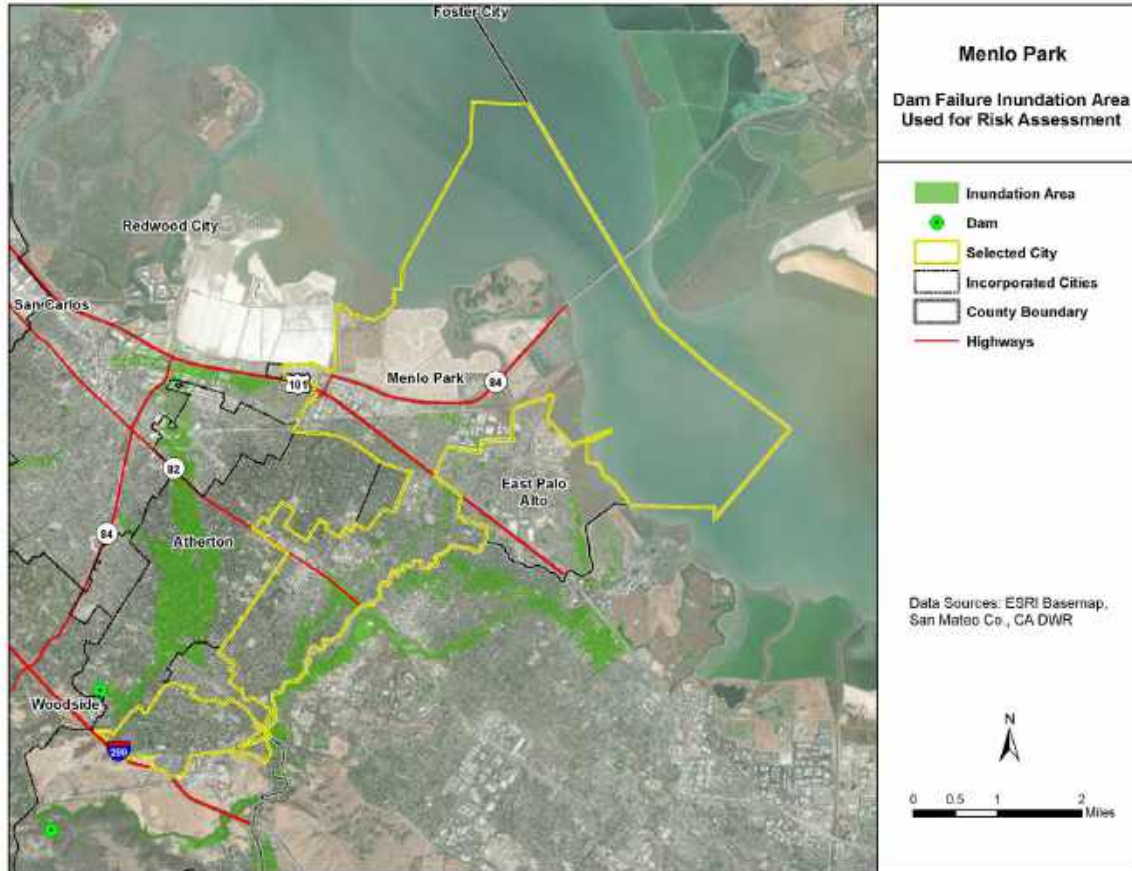 Foster City
Redwood City
San Carlos
101
Menlo Park
84
82
East Palo
Alto
84
Atherton
Woodside
280
Menlo Park
Dam Failure Inundation Area
Used for Risk Assessment
Inundation Area
Dam
Selected City
Incorporated Cities
County Boundary
Highways
Data Sources: ESRI Basemap,
San Mateo Co., CA DWR
N
0 0.5 1 2
Miles